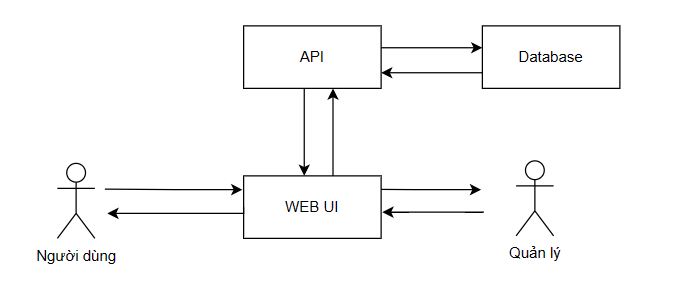 API
Database
WEB UI
Người dùng
Quản lý